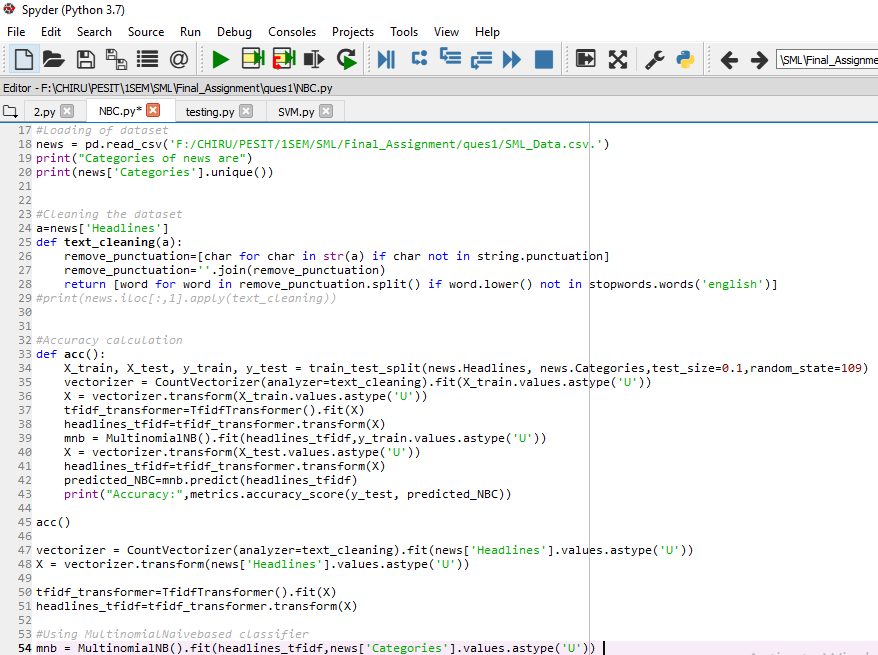 Spyder (Python 3.7)
File Edit Search Source Run Debug Consoles Projects Tools View Help
\SML\Final_Assignme
Editor - F:\CHIRU\PESIT\1SEM\SML\Final_Assignment\ques1\NBC.py
2.py NBC.py* testing.py SVM.py
17 #Loading of dataset
18 news = pd.read_csv('F:/CHIRU/PESIT/1SEM/SML/Final_Assignment/ques1/SML_Data.csv.')
19 print("Categories of news are")
20 print(news['Categories'].unique())
21
22
23 #Cleaning the dataset
24 a=news['Headlines']
25 def text_cleaning(a):
26     remove_punctuation=[char for char in str(a) if char not in string.punctuation]
27     remove_punctuation=''.join(remove_punctuation)
28     return [word for word in remove_punctuation.split() if word.lower() not in stopwords.words('english')]
29 #print(news.iloc[:,1].apply(text_cleaning))
30
31
32 #Accuracy calculation
33 def acc():
34     X_train, X_test, y_train, y_test = train_test_split(news.Headlines, news.Categories,test_size=0.1,random_state=109)
35     vectorizer = CountVectorizer(analyzer=text_cleaning).fit(X_train.values.astype('U'))
36     X = vectorizer.transform(X_train.values.astype('U'))
37     tfidf_transformer=TfidfTransformer().fit(X)
38     headlines_tfidf=tfidf_transformer.transform(X)
39     mnb = MultinomialNB().fit(headlines_tfidf,y_train.values.astype('U'))
40     X = vectorizer.transform(X_test.values.astype('U'))
41     headlines_tfidf=tfidf_transformer.transform(X)
42     predicted_NBC=mnb.predict(headlines_tfidf)
43     print("Accuracy:",metrics.accuracy_score(y_test, predicted_NBC))
44
45 acc()
46
47 vectorizer = CountVectorizer(analyzer=text_cleaning).fit(news['Headlines'].values.astype('U'))
48 X = vectorizer.transform(news['Headlines'].values.astype('U'))
49
50 tfidf_transformer=TfidfTransformer().fit(X)
51 headlines_tfidf=tfidf_transformer.transform(X)
52
53 #Using MultinomialNaivebased classifier
54 mnb = MultinomialNB().fit(headlines_tfidf,news['Categories'].values.astype('U'))